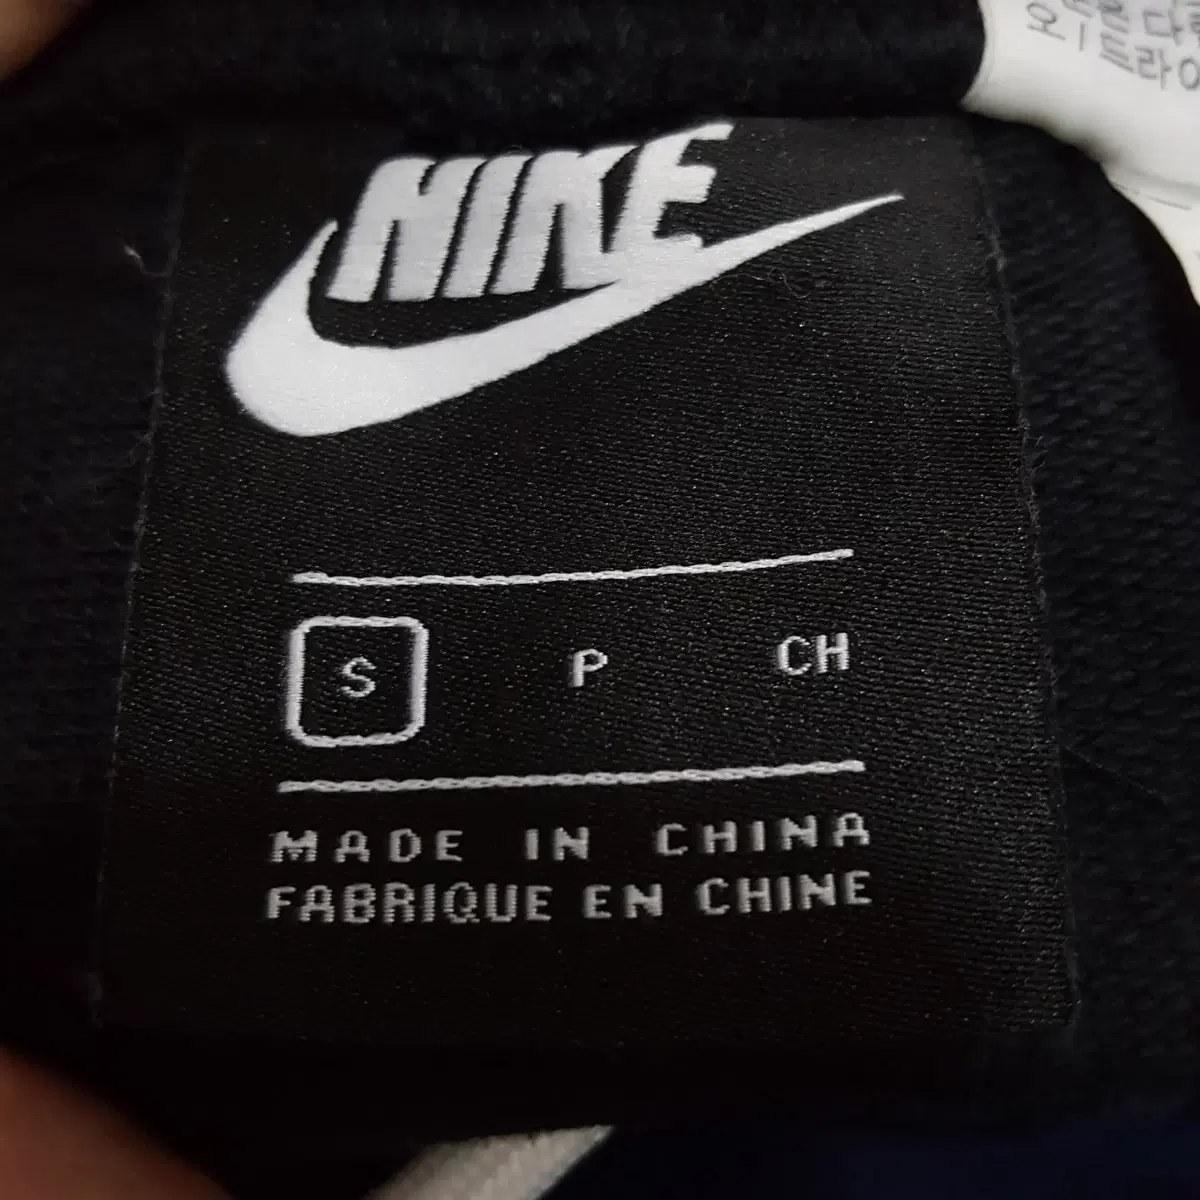 NIKE
S P CH
MADE IN CHINA
FABRIQUE EN CHINE